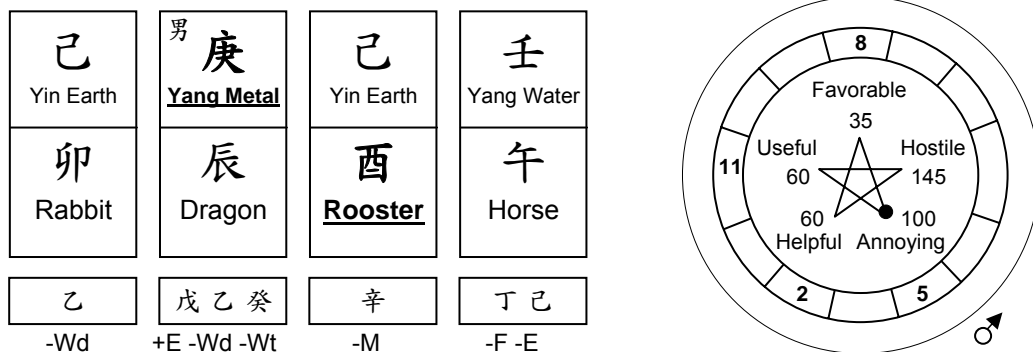 己 男 庚 己 壬
Yin Earth Yang Metal Yin Earth Yang Water
卯 辰 酉 午
Rabbit Dragon Rooster Horse
乙 戊 乙 癸 辛 丁 己
-Wd +E -Wd -Wt -M -F -E
8
Favorable
35
Useful Hostile
11 60 145
60 100
Helpful Annoying
2 5